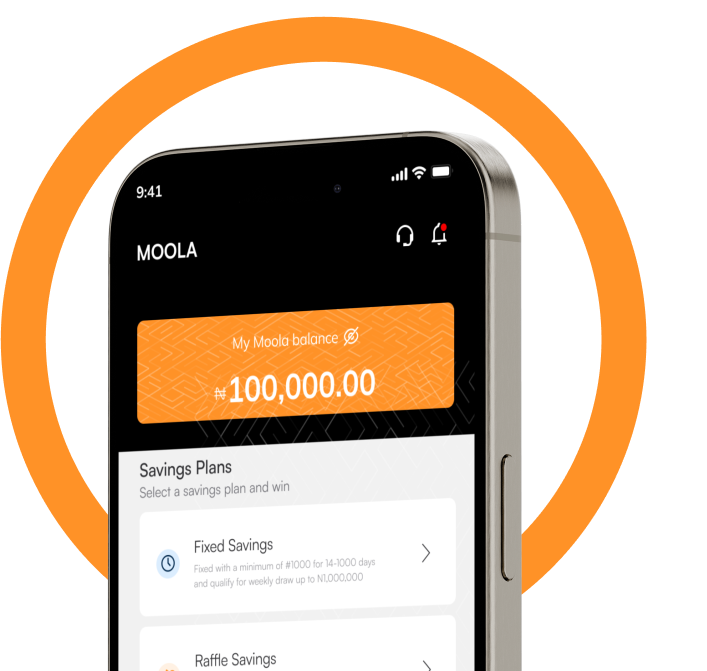 9:41
MOOLA
My Moola balance
₦100,000.00
Savings Plans
Select a savings plan and win
Fixed Savings
Fixed with a minimum of #1000 for 14-1000 days
and qualify for weekly draw up to N1,000,000
Raffle Savings